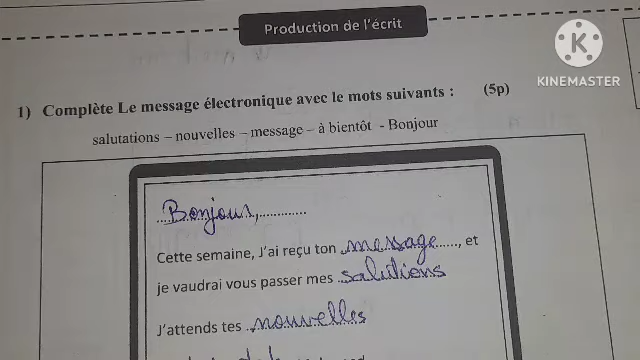 Production de l'écrit
KINEMASTER
1) Complète Le message électronique avec le mots suivants : (5p)
salutations – nouvelles – message – à bientôt - Bonjour
Bonjour,............
Cette semaine, J'ai reçu ton message......, et
je vaudrai vous passer mes salutions
J'attends tes nouvelles